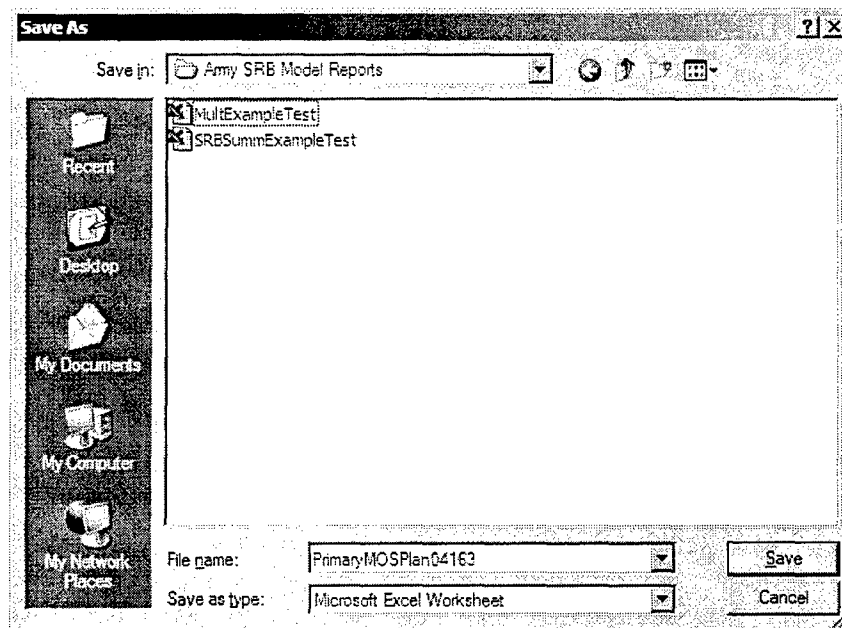 Save As
Save in: Army SRB Model Reports
MultExampleTest
SRBSummExampleTest
Recent
Desktop
My Documents
My Computer
My Network
Places
File name: PrimaryMOSPlan04163 Save
Save as type: Microsoft Excel Worksheet Cancel